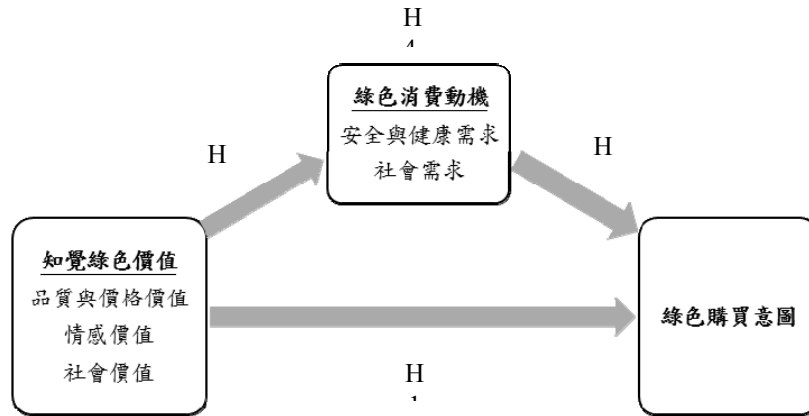 H
4
綠色消費動機
安全與健康需求
社會需求
H
H
知覺綠色價值
品質與價格價值
情感價值
社會價值
綠色購買意圖
H
1